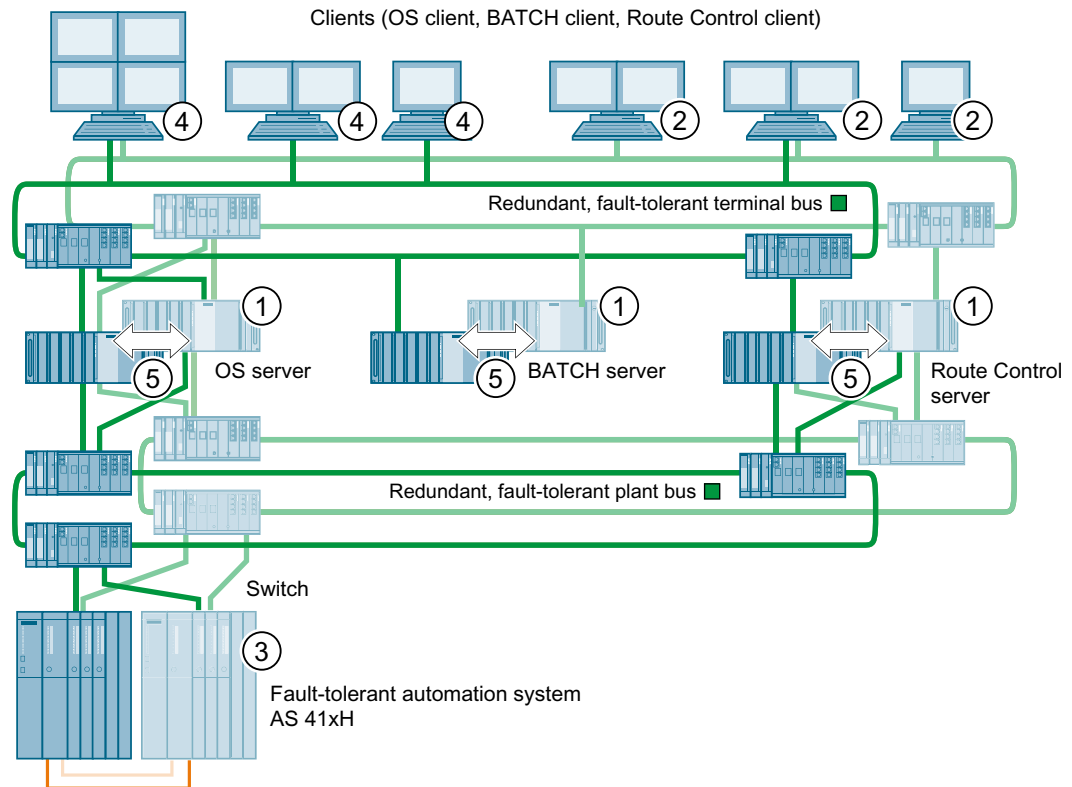 Clients (OS client, BATCH client, Route Control client)
4
4
4
2
2
2
Redundant, fault-tolerant terminal bus
1
1
1
5
OS server
5
BATCH server
5
Route Control
server
Redundant, fault-tolerant plant bus
Switch
3
Fault-tolerant automation system
AS 41xH